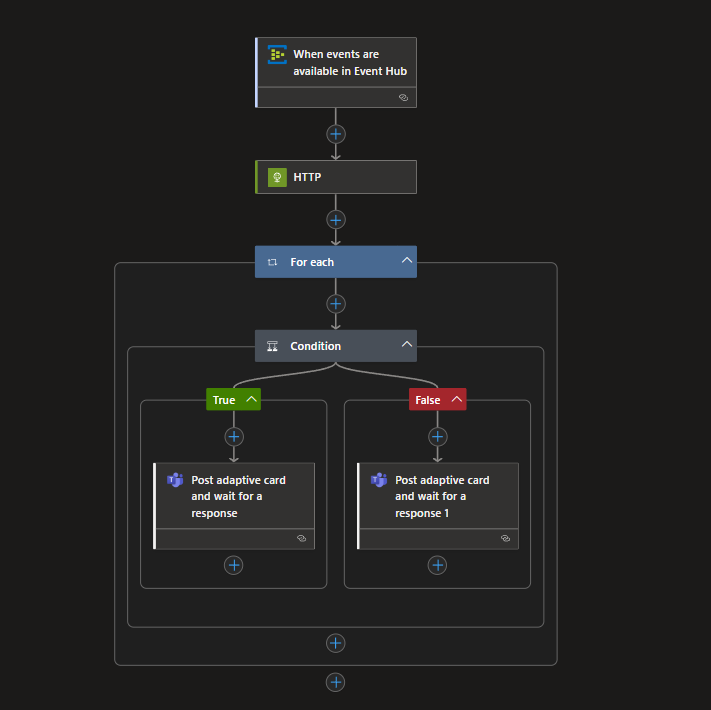 When events are
available in Event Hub
HTTP
For each
Condition
True
False
Post adaptive card
and wait for a
response
Post adaptive card
and wait for a
response 1